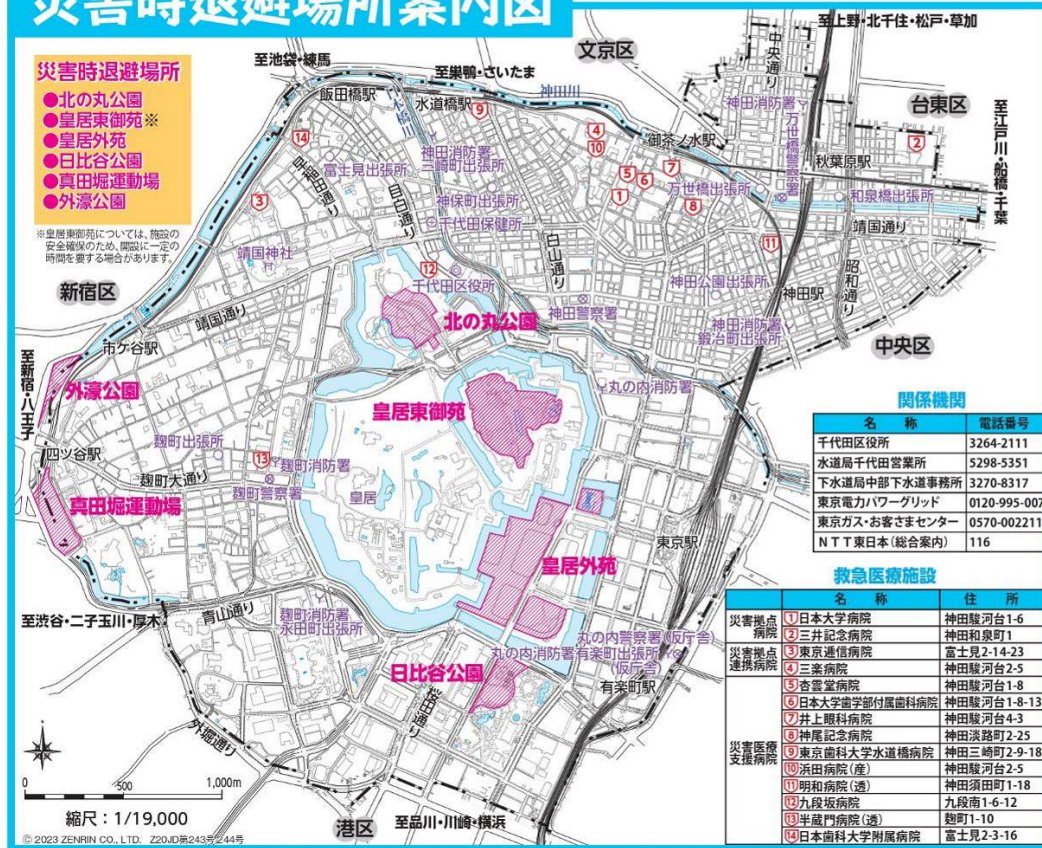 災害時退避場所案内図
災害時退避場所
●北の丸公園
●皇居東御苑※
●皇居外苑
●日比谷公園
●真田堀運動場
●外濠公園
※皇居東御苑については、施設の
安全確保のため、開設に一定の
時間を要する場合があります。
至池袋・練馬
至巣鴨・さいたま
文京区
至上野・北千住・松戸・草加
台東区
至江戸川・船橋・千葉
中央通り
飯田橋駅
水道橋駅
神田川
日本橋川
御茶ノ水駅
秋葉原駅
神田消防署
万世橋警察署
神田消防署
三崎町出張所
富士見出張所
早稲田通り
目白通り
神保町出張所
千代田保健所
白山通り
万世橋出張所
和泉橋出張所
靖国通り
昭和通り
靖国神社
千代田区役所
神田公園出張所
神田駅
神田警察署
神田消防署
鍛冶町出張所
新宿区
靖国通り
北の丸公園
中央区
市ケ谷駅
至新宿・八王子
外濠公園
皇居東御苑
丸の内消防署
四ツ谷駅
麹町出張所
麹町大通り
麹町消防署
麹町警察署
皇居
真田堀運動場
皇居外苑
東京駅
至渋谷・二子玉川・厚木
青山通り
麹町消防署
永田町出張所
丸の内警察署(仮庁舎)
丸の内消防署有楽町出張所
(仮庁舎)
日比谷公園
桜田通り
有楽町駅
外堀通り
港区
至品川・川崎・横浜
0 500 1,000m
縮尺：1/19,000
© 2023 ZENRIN CO., LTD. Z20JD第243号,244号
関係機関
名 称 電話番号
千代田区役所 3264-2111
水道局千代田営業所 5298-5351
下水道局中部下水道事務所 3270-8317
東京電力パワーグリッド 0120-995-007
東京ガス・お客さまセンター 0570-002211
NTT東日本(総合案内) 116
救急医療施設
名 称 住 所
災害拠点病院
①日本大学病院 神田駿河台1-6
②三井記念病院 神田和泉町1
災害拠点連携病院
③東京逓信病院 富士見2-14-23
④三楽病院 神田駿河台2-5
災害医療支援病院
⑤杏雲堂病院 神田駿河台1-8
⑥日本大学歯学部付属歯科病院 神田駿河台1-8-13
⑦井上眼科病院 神田駿河台4-3
⑧神尾記念病院 神田淡路町2-25
⑨東京歯科大学水道橋病院 神田三崎町2-9-18
⑩浜田病院(産) 神田駿河台2-5
⑪明和病院(透) 神田須田町1-18
⑫九段坂病院 九段南1-6-12
⑬半蔵門病院(透) 麹町1-10
⑭日本歯科大学附属病院 富士見2-3-16